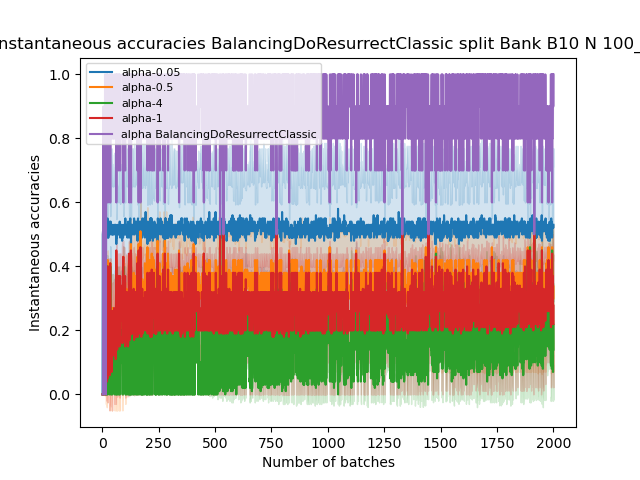 nstantaneous accuracies BalancingDoResurrectClassic split Bank B10 N 100_
alpha-0.05
alpha-0.5
alpha-4
alpha-1
alpha BalancingDoResurrectClassic
Instantaneous accuracies
1.0
0.8
0.6
0.4
0.2
0.0
0 250 500 750 1000 1250 1500 1750 2000
Number of batches